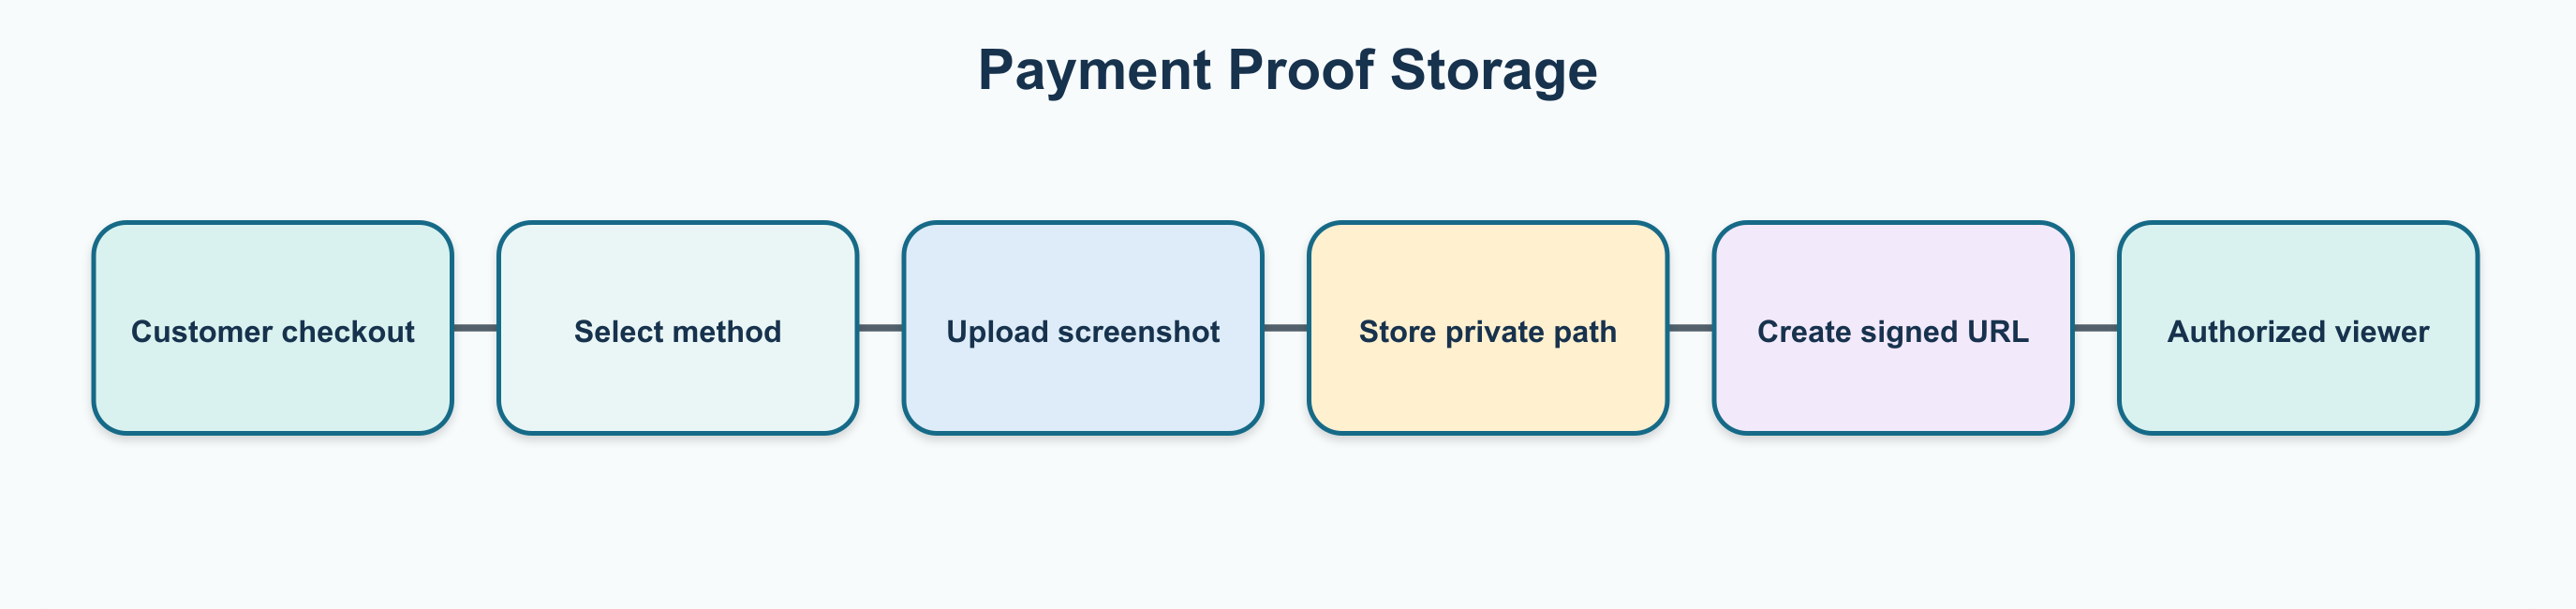 Payment Proof Storage
Customer checkout
Select method
Upload screenshot
Store private path
Create signed URL
Authorized viewer